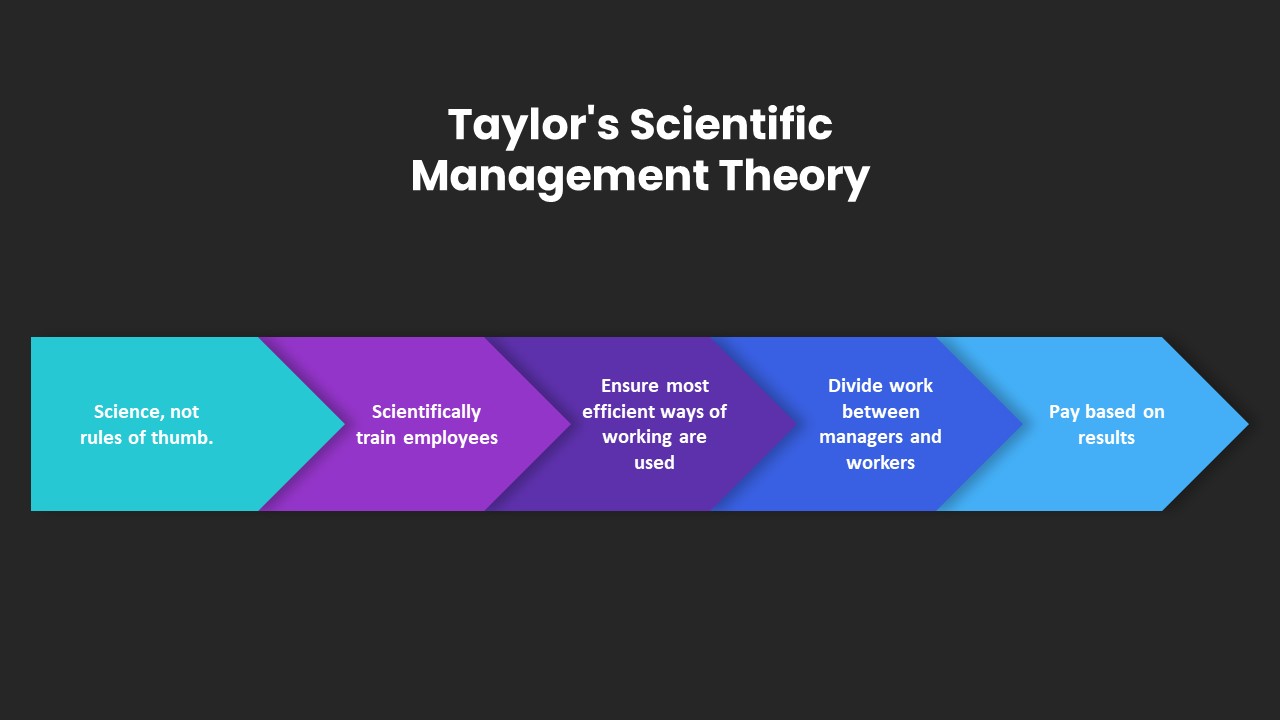 Taylor's Scientific
Management Theory
Science, not
rules of thumb.
Scientifically
train employees
Ensure most
efficient ways of
working are
used
Divide work
between
managers and
workers
Pay based on
results